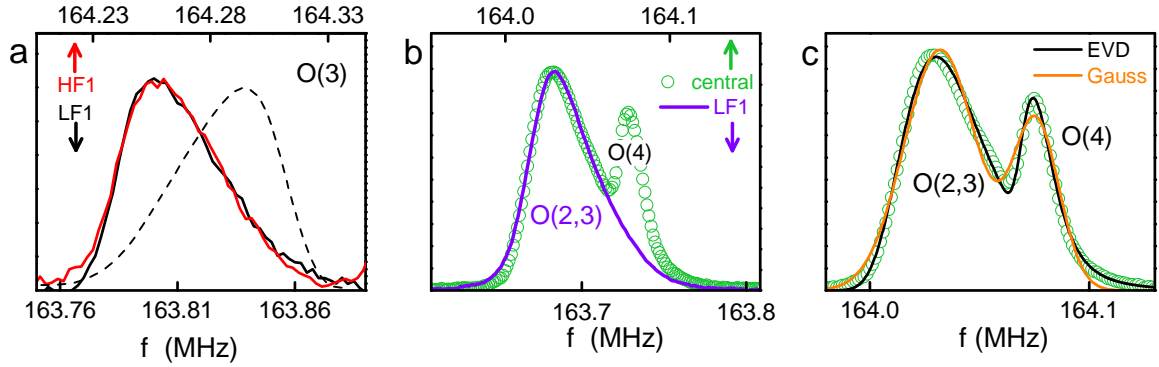 164.23 164.28 164.33
a
HF1
LF1
O(3)
163.76 163.81 163.86
f (MHz)
164.0 164.1
b
central
LF1
O(4)
O(2,3)
163.7 163.8
f (MHz)
c
EVD
Gauss
O(4)
O(2,3)
164.0 164.1
f (MHz)